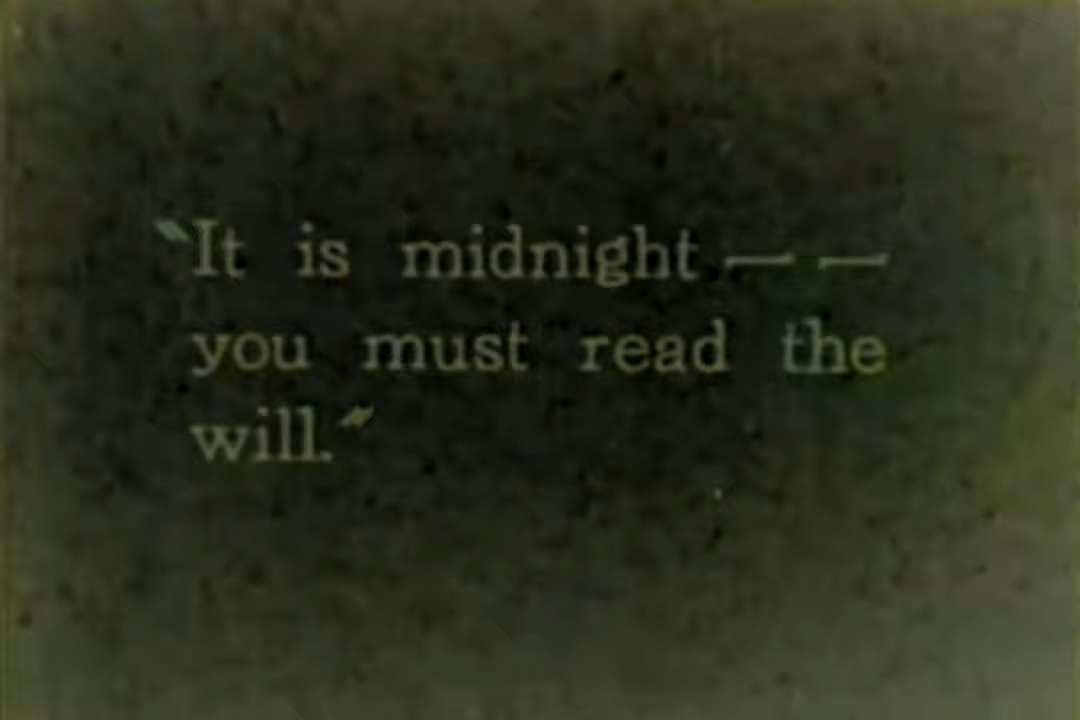 "It is midnight — —
you must read the
will."